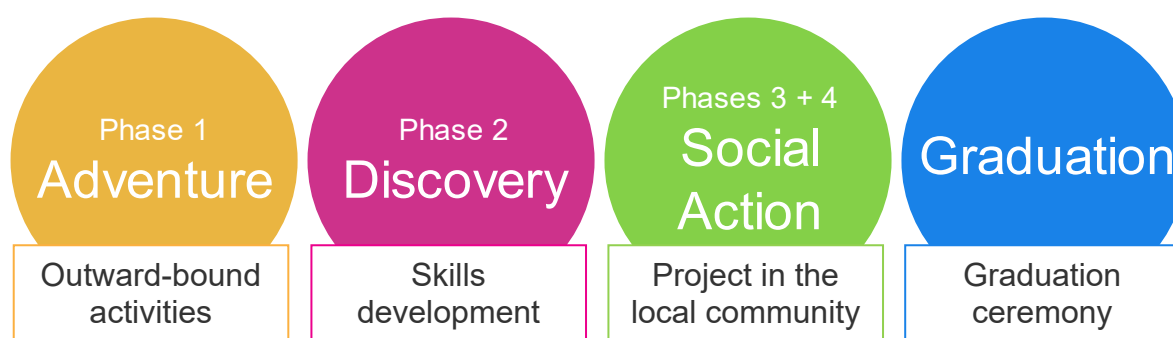 Phase 1
Adventure
Outward-bound
activities
Phase 2
Discovery
Skills
development
Phases 3 + 4
Social
Action
Project in the
local community
Graduation
Graduation
ceremony